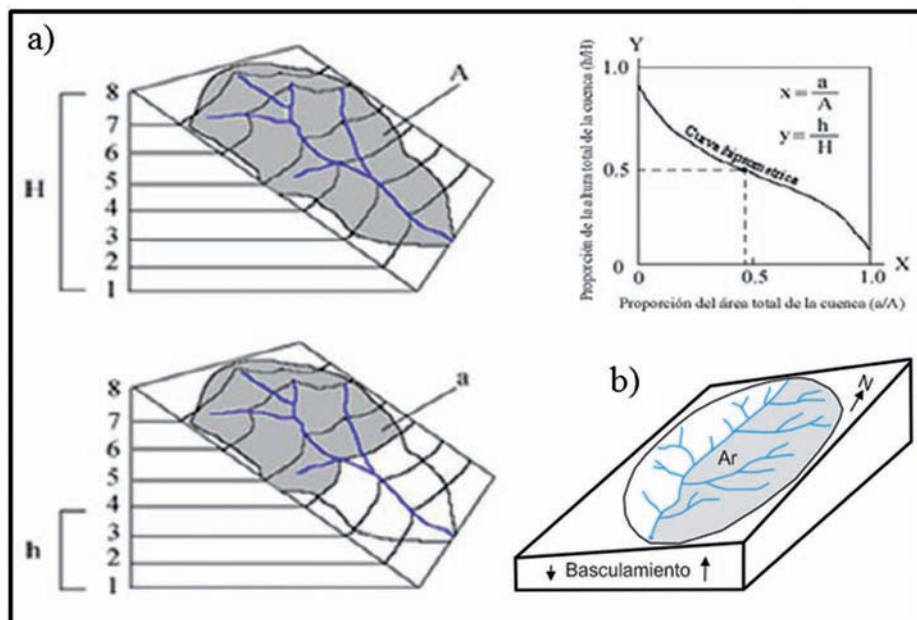 a)
8
7
6
5
4
3
2
1
H
A
Y
1.0
0.5
0
x = a/A
y = h/H
Curva hipsometrica
X
0
0.5
1.0
Proporción de la altura total de la cuenca (h/H)
Proporción del área total de la cuenca (a/A)
8
7
6
5
4
3
2
1
h
a
b)
N
Ar
Basculamiento